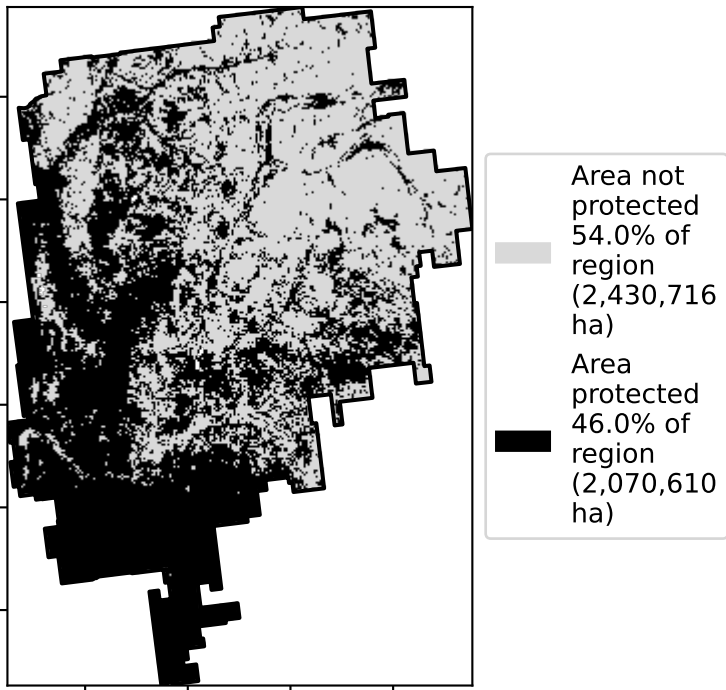 Area not
protected
54.0% of
region
(2,430,716
ha)
Area
protected
46.0% of
region
(2,070,610
ha)